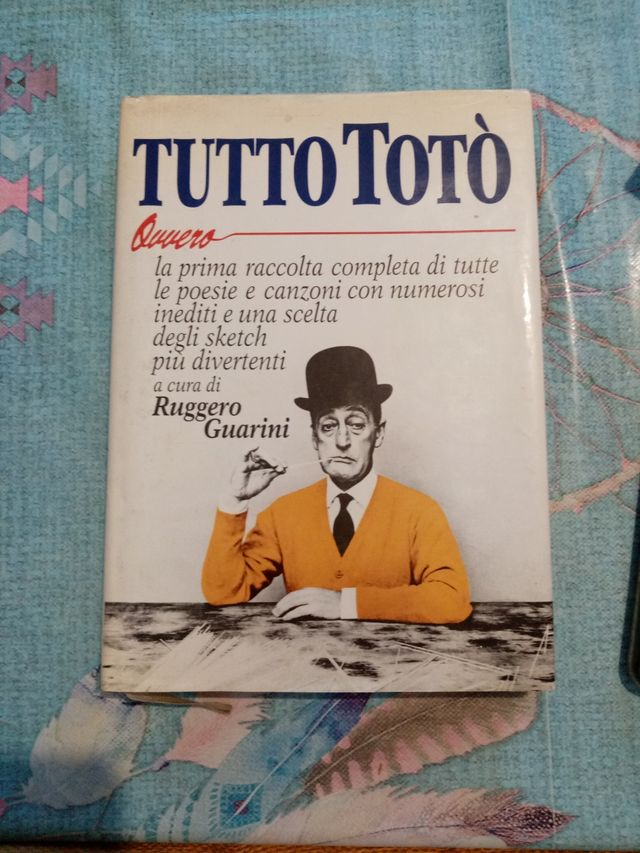 TUTTO TOTÒ
Ovvero
la prima raccolta completa di tutte
le poesie e canzoni con numerosi
inediti e una scelta
degli sketch
più divertenti
a cura di
Ruggero
Guarini